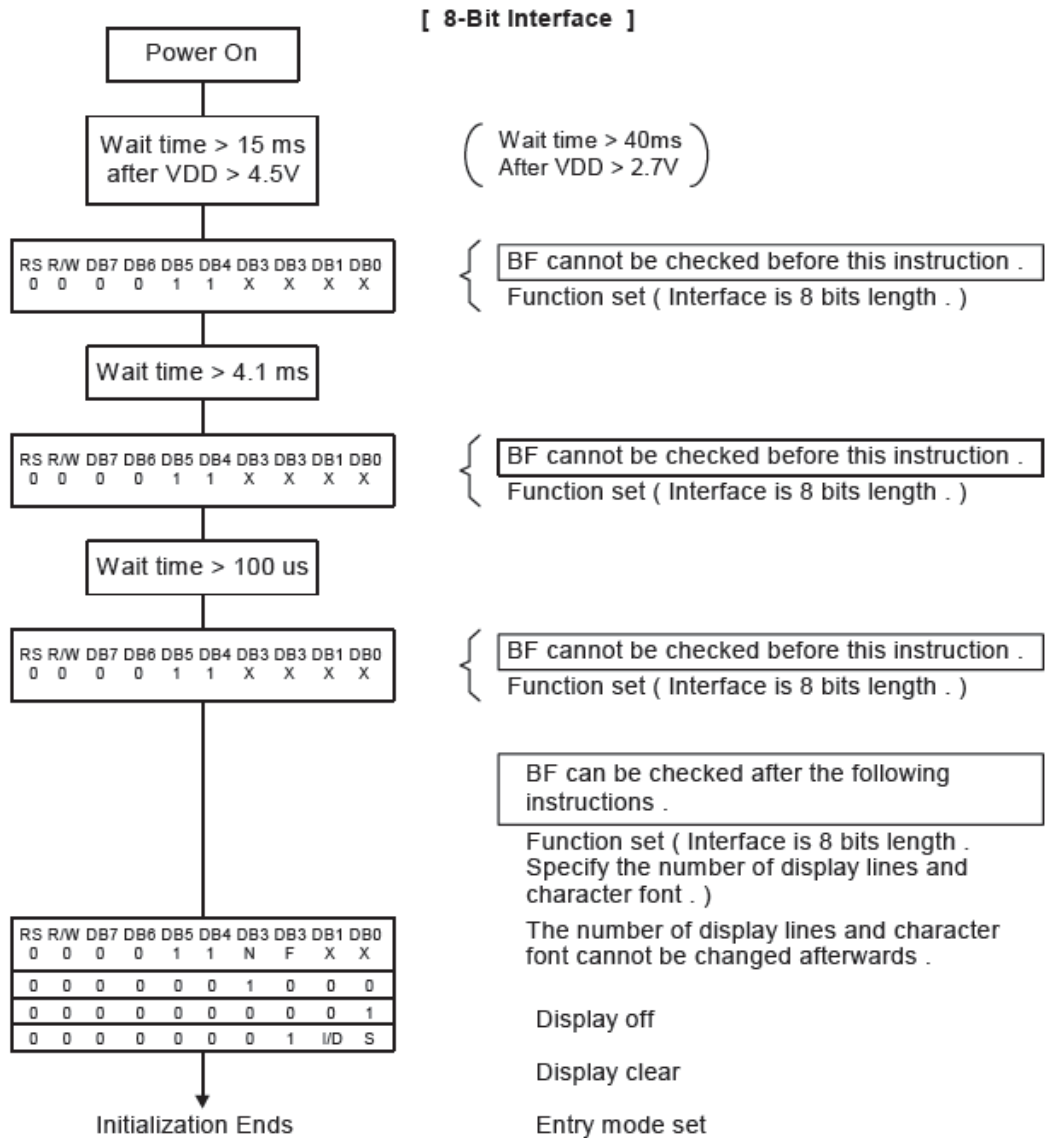 [ 8-Bit Interface ]
Power On
Wait time > 15 ms
after VDD > 4.5V
Wait time > 40ms
After VDD > 2.7V
RS R/W DB7 DB6 DB5 DB4 DB3 DB3 DB1 DB0
0 0 0 0 1 1 X X X X
BF cannot be checked before this instruction .
Function set ( Interface is 8 bits length . )
Wait time > 4.1 ms
RS R/W DB7 DB6 DB5 DB4 DB3 DB3 DB1 DB0
0 0 0 0 1 1 X X X X
BF cannot be checked before this instruction .
Function set ( Interface is 8 bits length . )
Wait time > 100 us
RS R/W DB7 DB6 DB5 DB4 DB3 DB3 DB1 DB0
0 0 0 0 1 1 X X X X
BF cannot be checked before this instruction .
Function set ( Interface is 8 bits length . )
BF can be checked after the following
instructions .
Function set ( Interface is 8 bits length .
Specify the number of display lines and
character font . )
The number of display lines and character
font cannot be changed afterwards .
RS R/W DB7 DB6 DB5 DB4 DB3 DB3 DB1 DB0
0 0 0 0 1 1 N F X X
0 0 0 0 0 0 1 0 0 0
0 0 0 0 0 0 0 0 0 1
0 0 0 0 0 0 0 1 I/D S
Display off
Display clear
Entry mode set
Initialization Ends